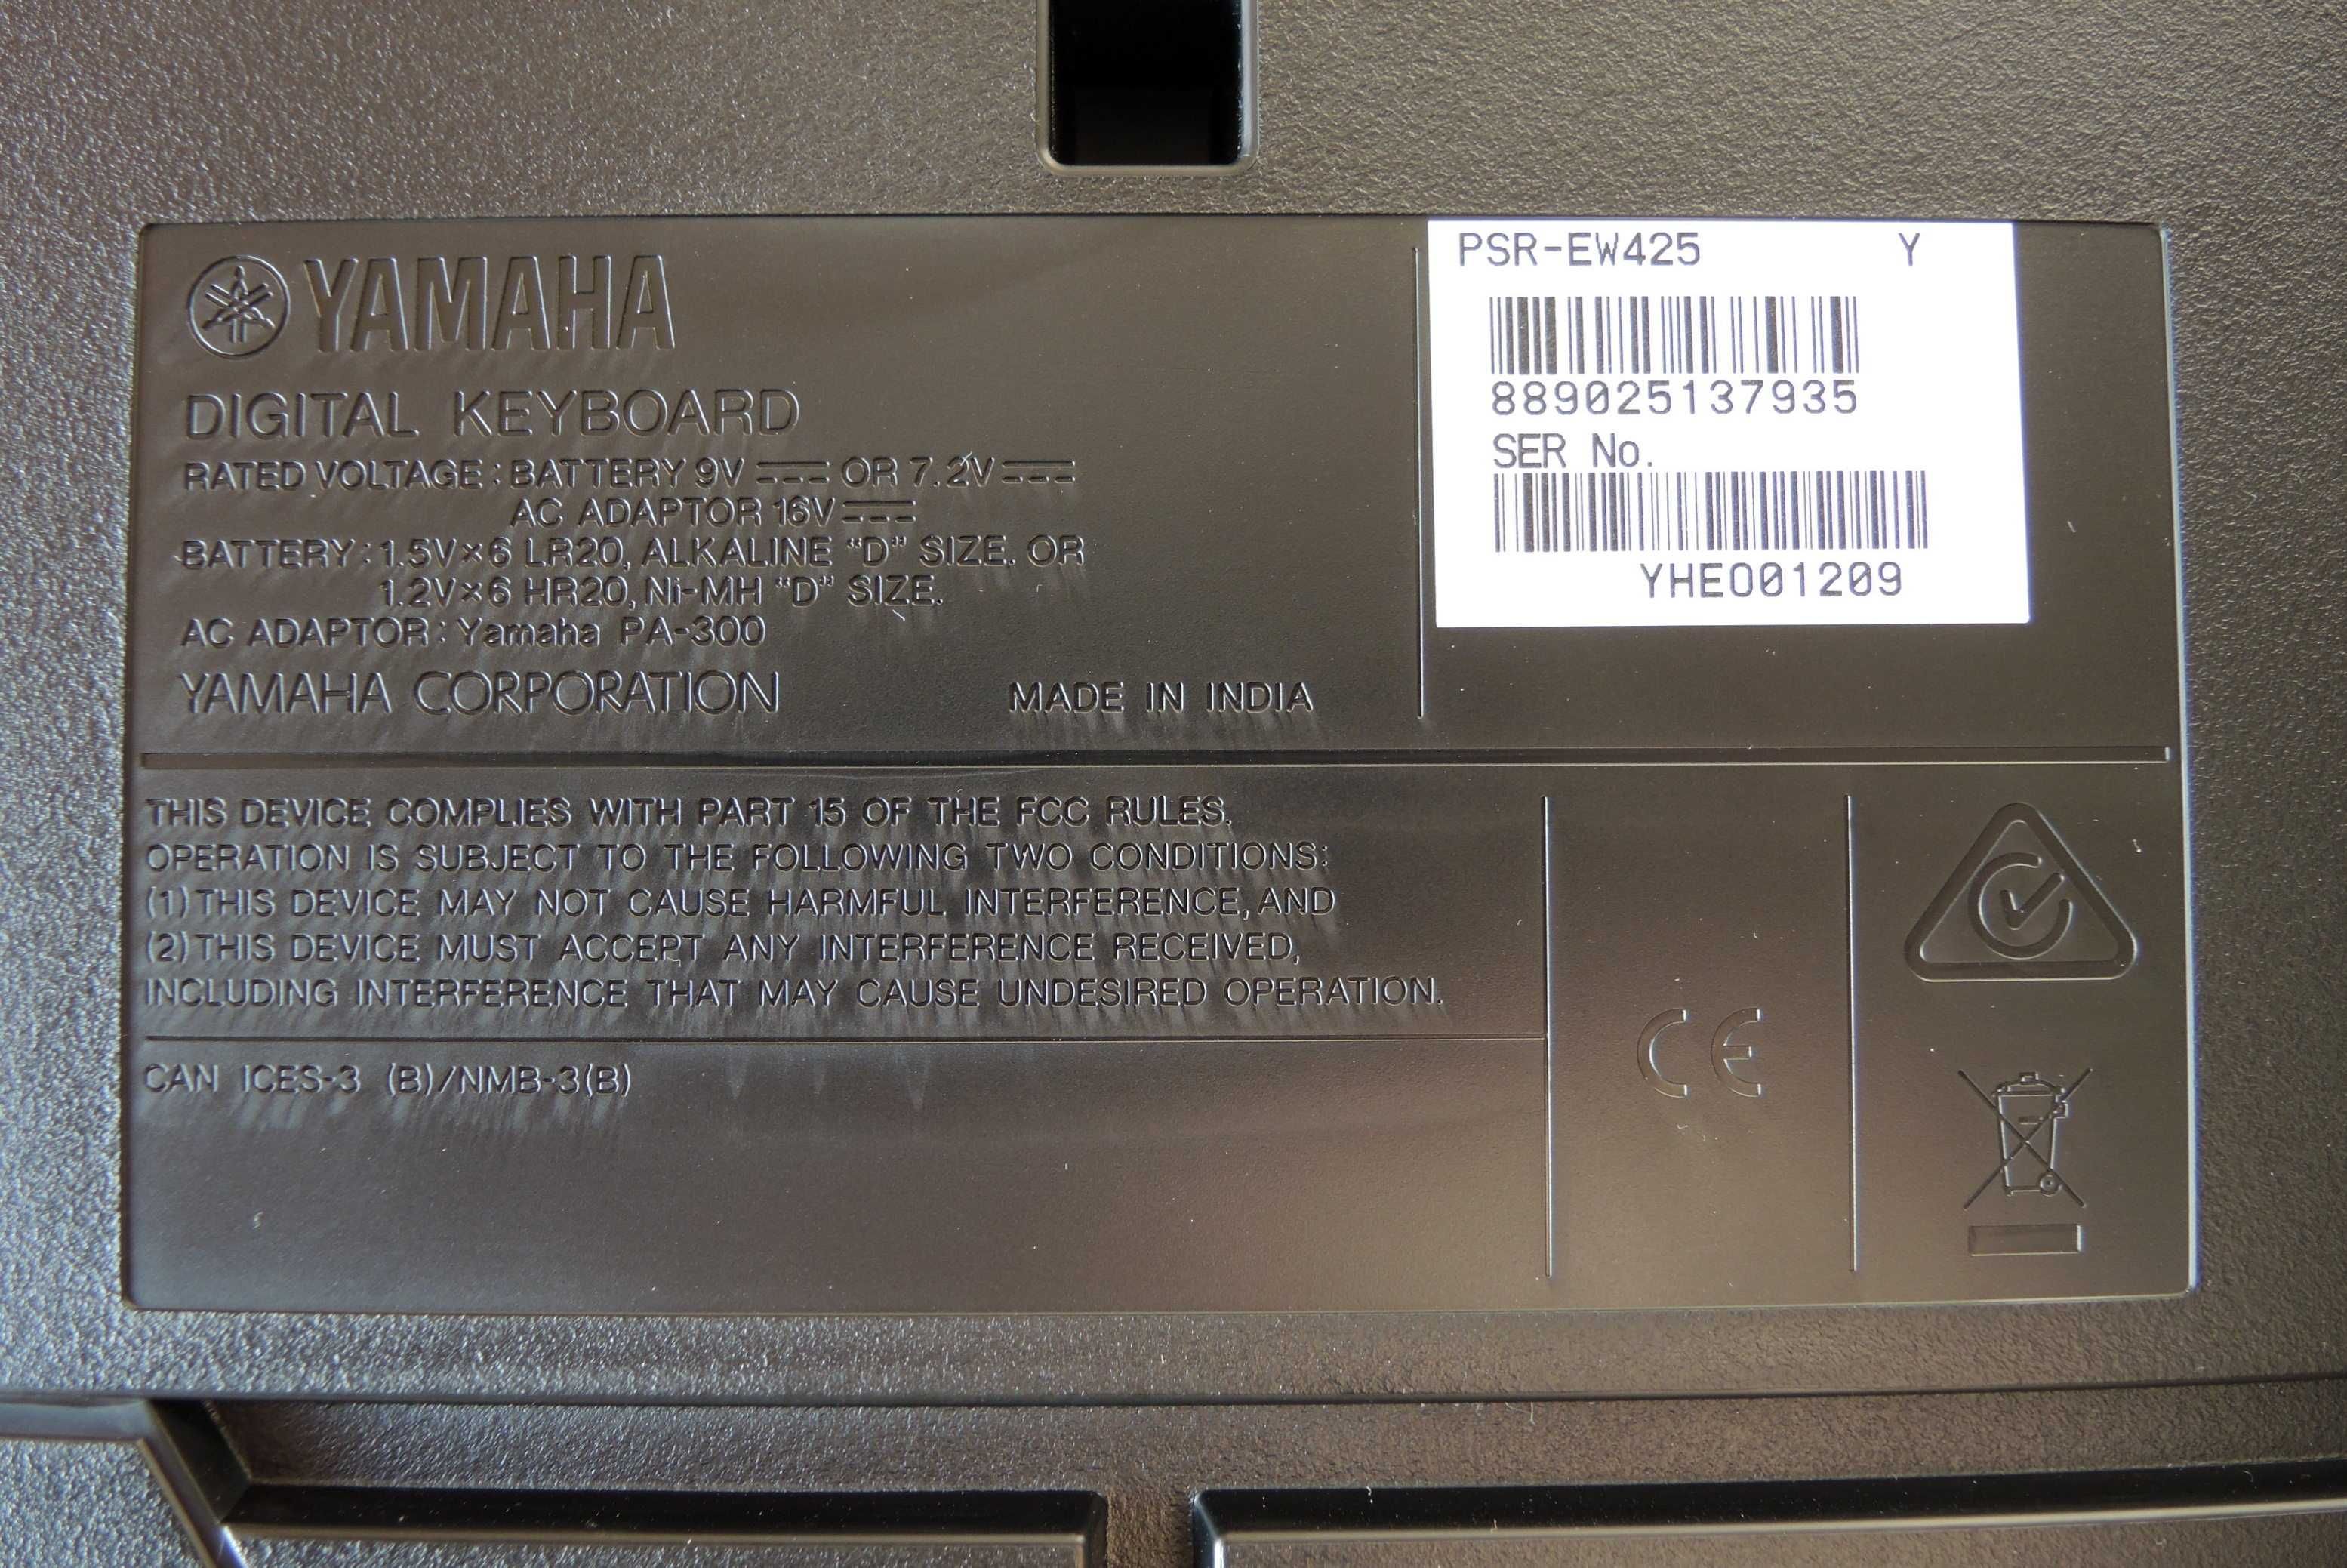 YAMAHA
DIGITAL KEYBOARD
RATED VOLTAGE : BATTERY 9V ⎓ OR 7.2V ⎓
AC ADAPTOR 16V ⎓
BATTERY : 1.5V×6 LR20, ALKALINE "D" SIZE. OR
1.2V×6 HR20, Ni-MH "D" SIZE.
AC ADAPTOR : Yamaha PA-300
YAMAHA CORPORATION MADE IN INDIA
PSR-EW425 Y
889025137935
SER No.
YHEO01209
THIS DEVICE COMPLIES WITH PART 15 OF THE FCC RULES.
OPERATION IS SUBJECT TO THE FOLLOWING TWO CONDITIONS:
(1) THIS DEVICE MAY NOT CAUSE HARMFUL INTERFERENCE, AND
(2) THIS DEVICE MUST ACCEPT ANY INTERFERENCE RECEIVED,
INCLUDING INTERFERENCE THAT MAY CAUSE UNDESIRED OPERATION.
CAN ICES-3 (B)/NMB-3(B)
CE